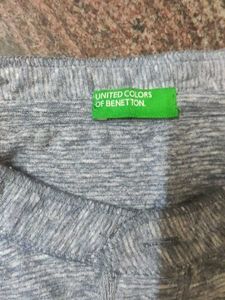 UNITED COLORS
OF BENETTON.